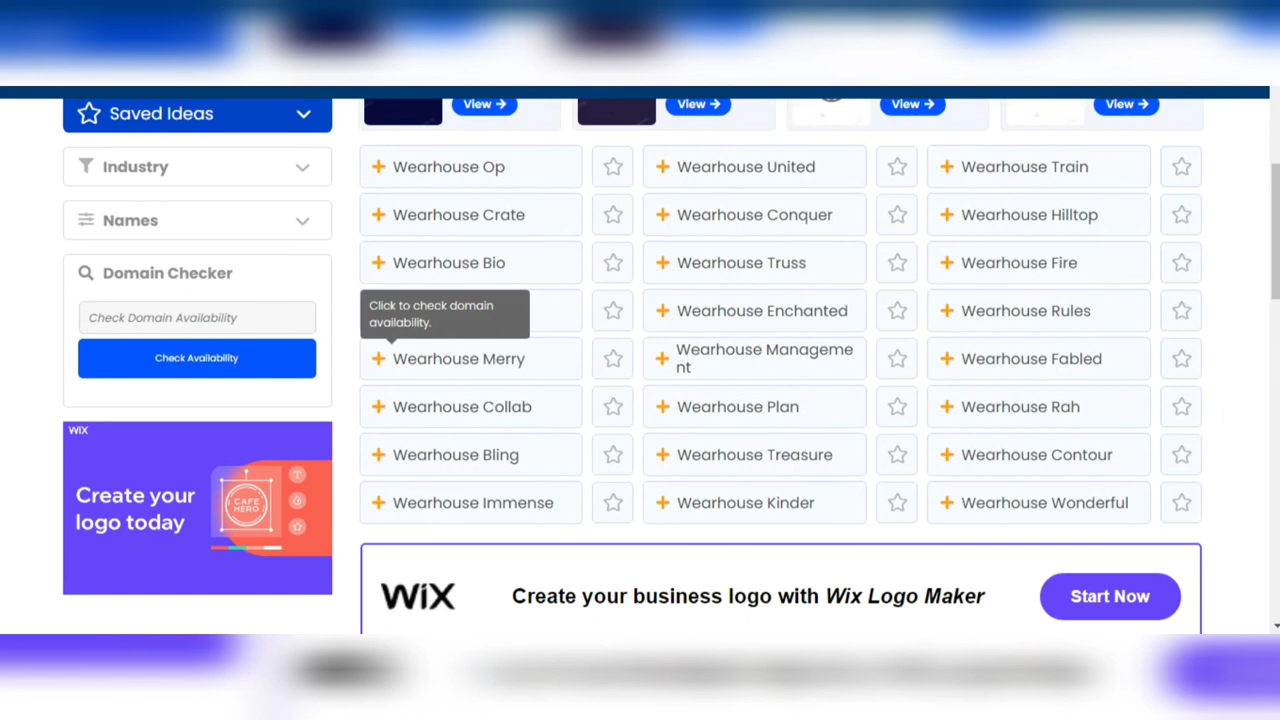 Saved Ideas
View →
View →
View →
View →
Industry
Names
Domain Checker
Check Domain Availability
Check Availability
WiX
Create your
logo today
CAFE
HERO
+ Wearhouse Op
+ Wearhouse United
+ Wearhouse Train
+ Wearhouse Crate
+ Wearhouse Conquer
+ Wearhouse Hilltop
+ Wearhouse Bio
+ Wearhouse Truss
+ Wearhouse Fire
Click to check domain
availability.
+ Wearhouse Enchanted
+ Wearhouse Rules
+ Wearhouse Merry
+ Wearhouse Manageme
nt
+ Wearhouse Fabled
+ Wearhouse Collab
+ Wearhouse Plan
+ Wearhouse Rah
+ Wearhouse Bling
+ Wearhouse Treasure
+ Wearhouse Contour
+ Wearhouse Immense
+ Wearhouse Kinder
+ Wearhouse Wonderful
WiX
Create your business logo with Wix Logo Maker
Start Now